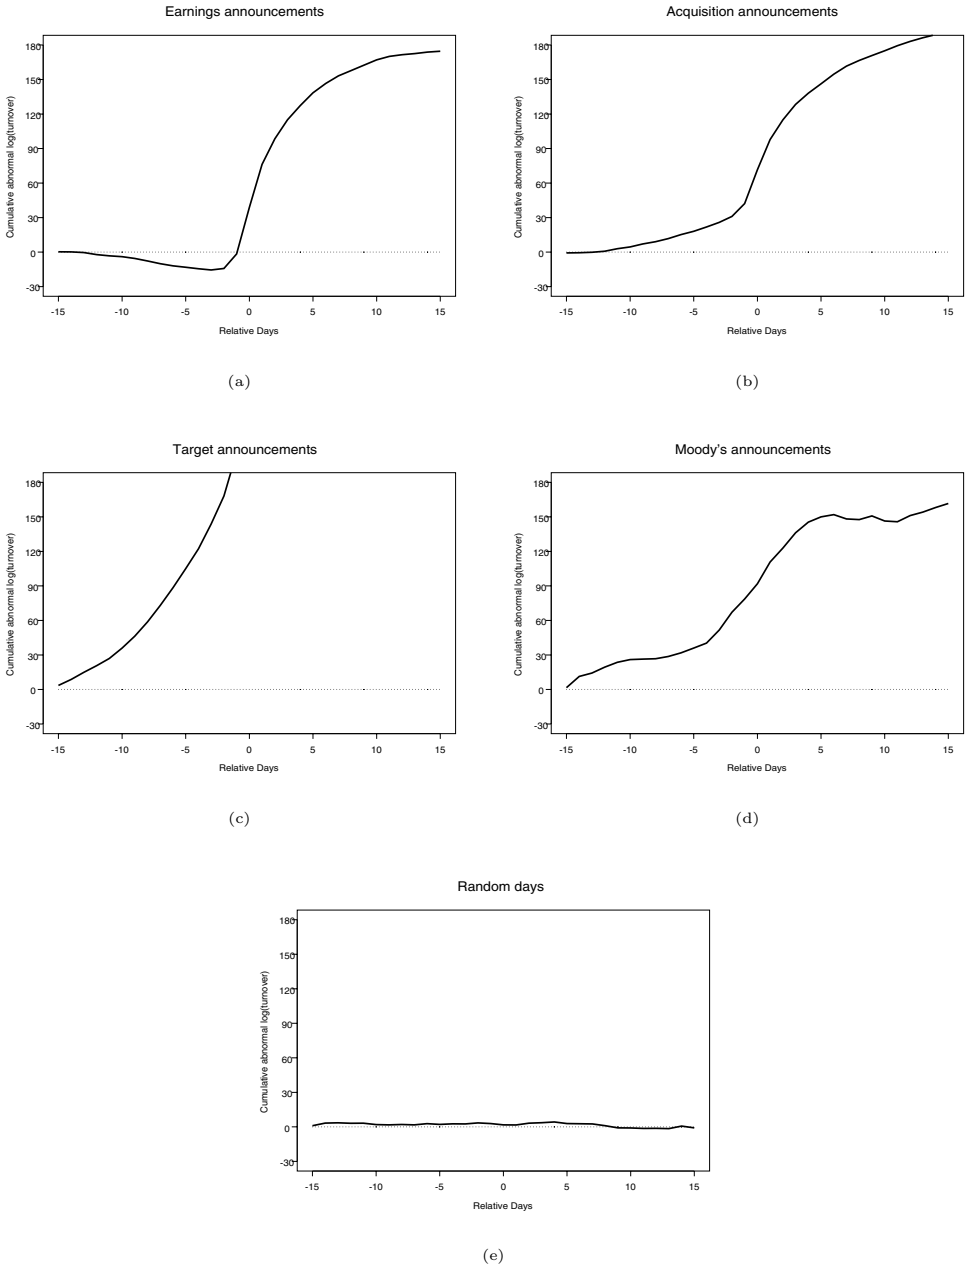 Earnings announcements
Cumulative abnormal log(turnover)
180
150
120
90
60
30
0
-30
-15 -10 -5 0 5 10 15
Relative Days
(a)
Acquisition announcements
Cumulative abnormal log(turnover)
180
150
120
90
60
30
0
-30
-15 -10 -5 0 5 10 15
Relative Days
(b)
Target announcements
Cumulative abnormal log(turnover)
180
150
120
90
60
30
0
-30
-15 -10 -5 0 5 10 15
Relative Days
(c)
Moody's announcements
Cumulative abnormal log(turnover)
180
150
120
90
60
30
0
-30
-15 -10 -5 0 5 10 15
Relative Days
(d)
Random days
Cumulative abnormal log(turnover)
180
150
120
90
60
30
0
-30
-15 -10 -5 0 5 10 15
Relative Days
(e)